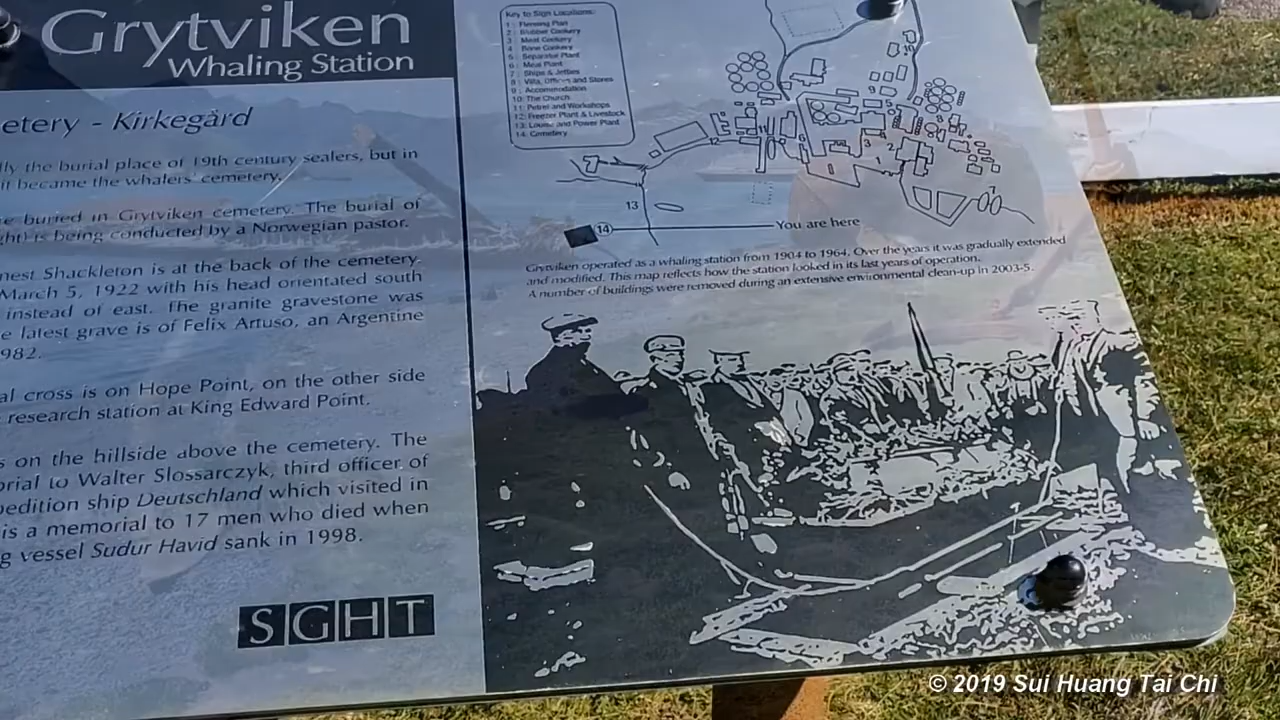 Grytviken
Whaling Station
etery - Kirkegård
lly the burial place of 19th century sealers, but in
it became the whalers' cemetery.
e buried in Grytviken cemetery. The burial of
ght) is being conducted by a Norwegian pastor.
nest Shackleton is at the back of the cemetery.
March 5, 1922 with his head orientated south
instead of east. The granite gravestone was
e latest grave is of Felix Artuso, an Argentine
982.
al cross is on Hope Point, on the other side
research station at King Edward Point.
s on the hillside above the cemetery. The
orial to Walter Slossarczyk, third officer of
pedition ship Deutschland which visited in
is a memorial to 17 men who died when
g vessel Sudur Havid sank in 1998.
SGHT
Key to Sign Locations:
1: Flensing Plan
2: Blubber Cookery
3: Meat Cookery
4: Bone Cookery
5: Separator Plant
6: Meal Plant
7: Ships & Jetties
8: Villa, Offices and Stores
9: Accommodation
10: The Church
11: Petrel and Workshops
12: Freezer Plant & Livestock
13: Louise and Power Plant
14: Cemetery
10
9
5
3
2
1
12
11
13
14
You are here
Grytviken operated as a whaling station from 1904 to 1964. Over the years it was gradually extended
and modified. This map reflects how the station looked in its last years of operation.
A number of buildings were removed during an extensive environmental clean-up in 2003-5.
© 2019 Sui Huang Tai Chi